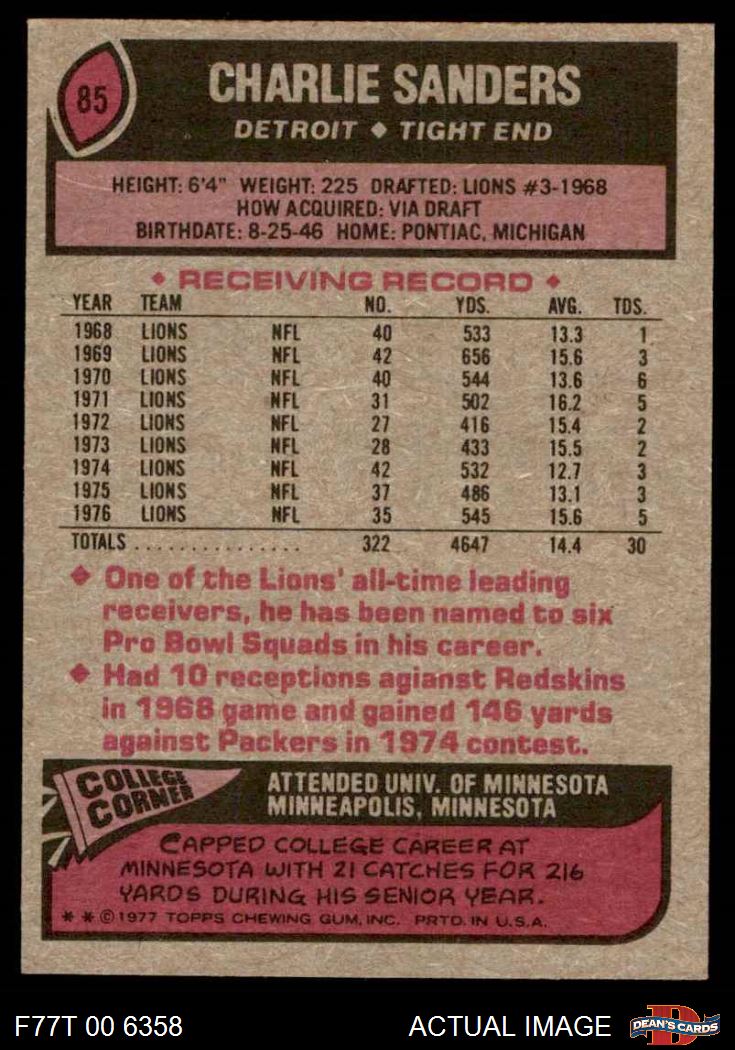 85
CHARLIE SANDERS
DETROIT ◆ TIGHT END
HEIGHT: 6'4" WEIGHT: 225 DRAFTED: LIONS #3-1968
HOW ACQUIRED: VIA DRAFT
BIRTHDATE: 8-25-46 HOME: PONTIAC, MICHIGAN
◆ RECEIVING RECORD ◆
YEAR TEAM NO. YDS. AVG. TDS.
1968 LIONS NFL 40 533 13.3 1
1969 LIONS NFL 42 656 15.6 3
1970 LIONS NFL 40 544 13.6 6
1971 LIONS NFL 31 502 16.2 5
1972 LIONS NFL 27 416 15.4 2
1973 LIONS NFL 28 433 15.5 2
1974 LIONS NFL 42 532 12.7 3
1975 LIONS NFL 37 486 13.1 3
1976 LIONS NFL 35 545 15.6 5
TOTALS ................ 322 4647 14.4 30
◆ One of the Lions' all-time leading
receivers, he has been named to six
Pro Bowl Squads in his career.
◆ Had 10 receptions agianst Redskins
in 1968 game and gained 146 yards
against Packers in 1974 contest.
COLLEGE
CORNER
ATTENDED UNIV. OF MINNESOTA
MINNEAPOLIS, MINNESOTA
CAPPED COLLEGE CAREER AT
MINNESOTA WITH 21 CATCHES FOR 216
YARDS DURING HIS SENIOR YEAR.
* * © 1977 TOPPS CHEWING GUM, INC. PRTD. IN U.S.A.
F77T 00 6358
ACTUAL IMAGE
D
DEAN'S CARDS